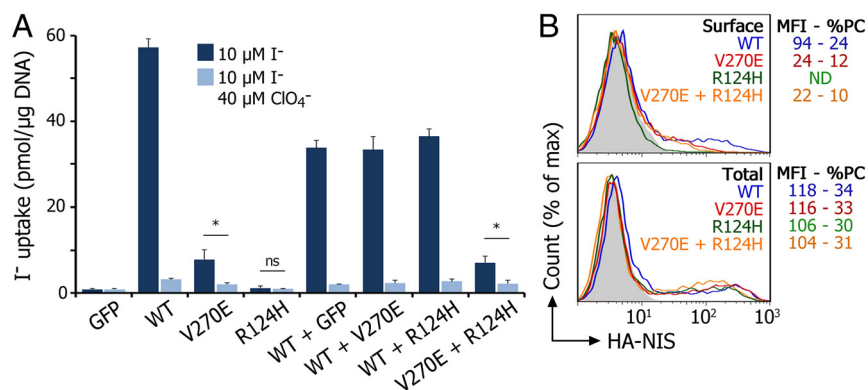 A
I⁻ uptake (pmol/µg DNA)
60
40
20
0
10 µM I⁻
10 µM I⁻
40 µM ClO₄⁻
*
ns
*
GFP
WT
V270E
R124H
WT + GFP
WT + V270E
WT + R124H
V270E + R124H
B
Count (% of max)
Surface MFI - %PC
WT 94 - 24
V270E 24 - 12
R124H ND
V270E + R124H 22 - 10
Total MFI - %PC
WT 118 - 34
V270E 116 - 33
R124H 106 - 30
V270E + R124H 104 - 31
10¹ 10² 10³
HA-NIS